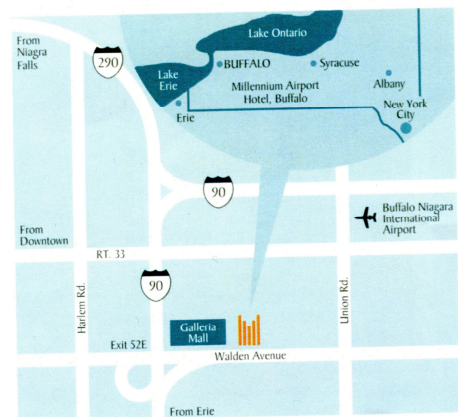 From
Niagra
Falls
290
Lake Ontario
BUFFALO
Syracuse
Lake
Erie
Albany
Millennium Airport
Hotel, Buffalo
New York
City
Erie
90
Buffalo Niagara
International
Airport
From
Downtown
RT. 33
90
Harlem Rd.
Union Rd.
Galleria
Mall
Exit 52E
Walden Avenue
From Erie